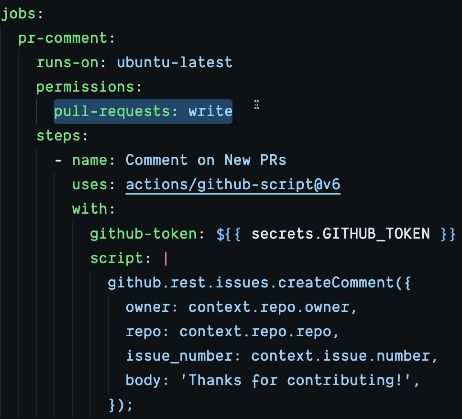 jobs:
pr-comment:
runs-on: ubuntu-latest
permissions:
pull-requests: write
steps:
- name: Comment on New PRs
uses: actions/github-script@v6
with:
github-token: ${{ secrets.GITHUB_TOKEN }}
script: |
github.rest.issues.createComment({
owner: context.repo.owner,
repo: context.repo.repo,
issue_number: context.issue.number,
body: 'Thanks for contributing!',
});